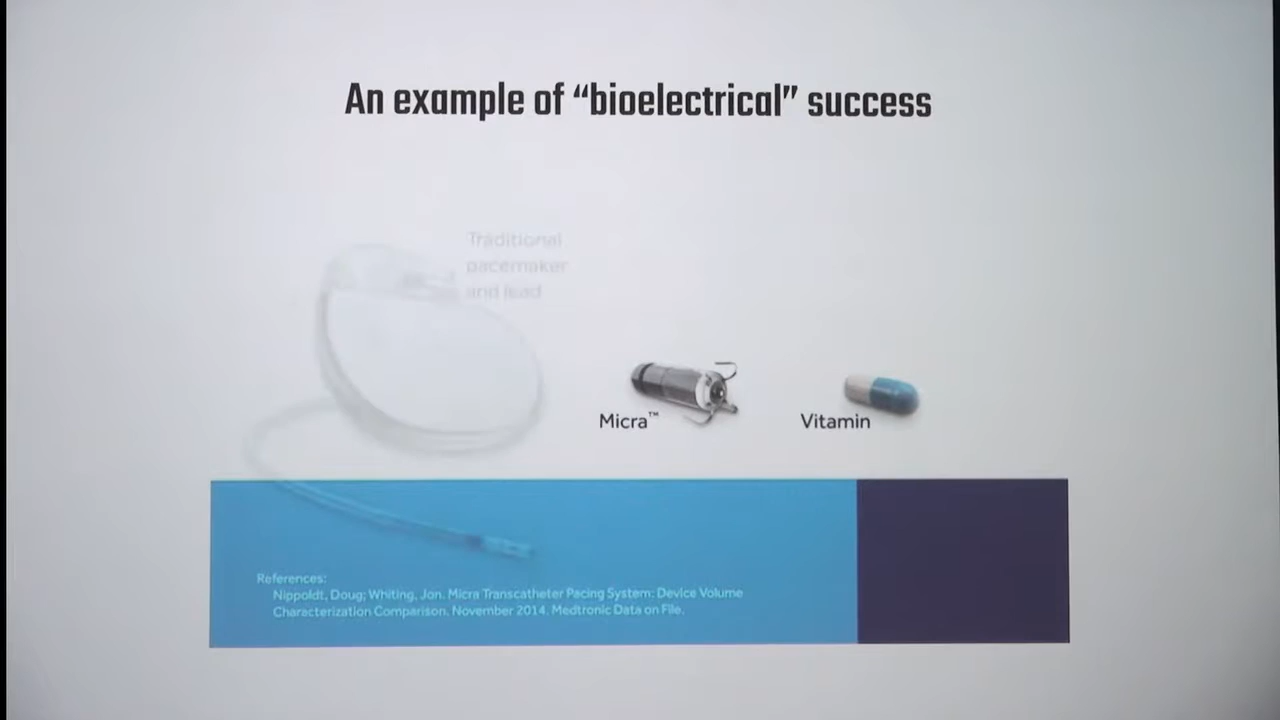 An example of “bioelectrical” success
Traditional
pacemaker
and lead
Micra™
Vitamin
References:
Nippoldt, Doug; Whiting, Jon. Micra Transcatheter Pacing System: Device Volume
Characterization Comparison. November 2014. Medtronic Data on File.